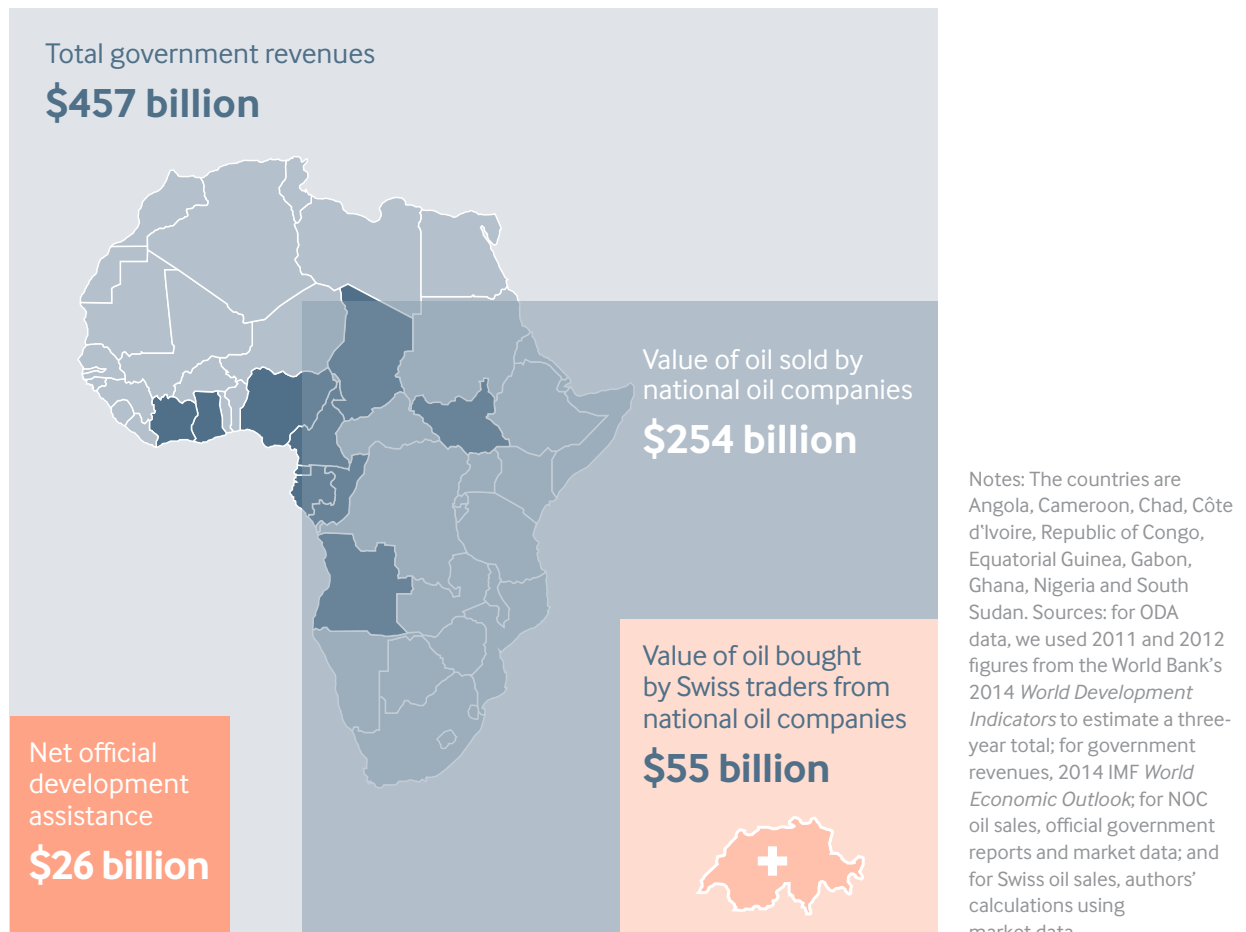 Total government revenues
$457 billion
Value of oil sold by
national oil companies
$254 billion
Value of oil bought
by Swiss traders from
national oil companies
$55 billion
Net official
development
assistance
$26 billion
Notes: The countries are
Angola, Cameroon, Chad, Côte
d'Ivoire, Republic of Congo,
Equatorial Guinea, Gabon,
Ghana, Nigeria and South
Sudan. Sources: for ODA
data, we used 2011 and 2012
figures from the World Bank's
2014 World Development
Indicators to estimate a three-
year total; for government
revenues, 2014 IMF World
Economic Outlook; for NOC
oil sales, official government
reports and market data; and
for Swiss oil sales, authors'
calculations using
market data